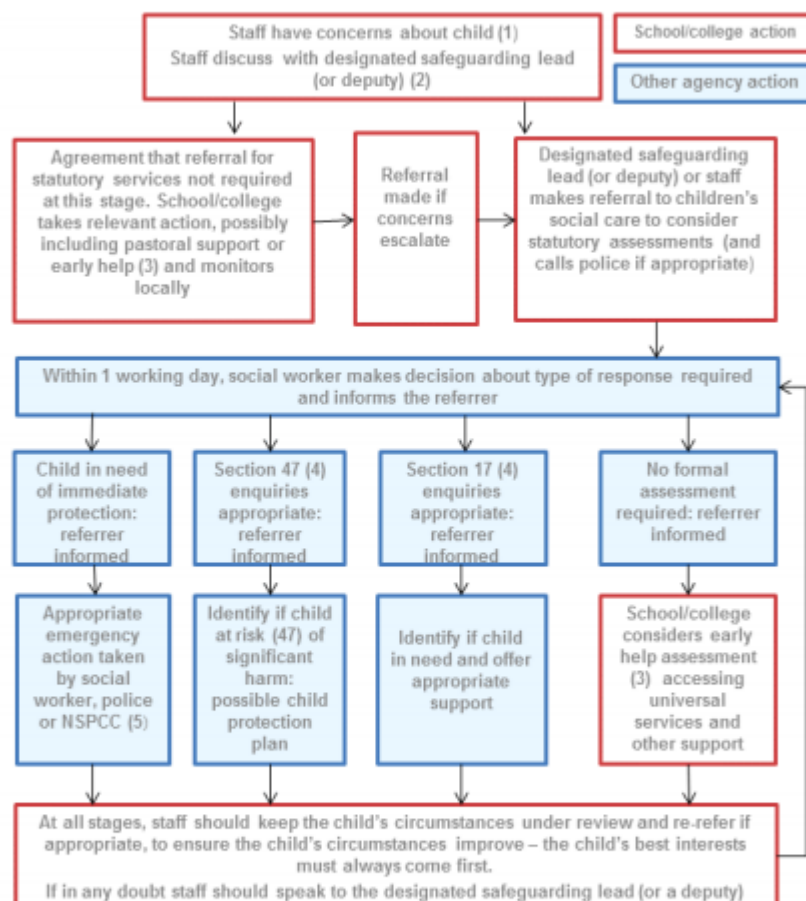 Staff have concerns about child (1)
Staff discuss with designated safeguarding lead
(or deputy) (2)
School/college action
Other agency action
Agreement that referral for
statutory services not required
at this stage. School/college
takes relevant action, possibly
including pastoral support or
early help (3) and monitors
locally
Referral
made if
concerns
escalate
Designated safeguarding
lead (or deputy) or staff
makes referral to children's
social care to consider
statutory assessments (and
calls police if appropriate)
Within 1 working day, social worker makes decision about type of response required
and informs the referrer
Child in need
of immediate
protection:
referrer
informed
Section 47 (4)
enquiries
appropriate:
referrer
informed
Section 17 (4)
enquiries
appropriate:
referrer
informed
No formal
assessment
required: referrer
informed
Appropriate
emergency
action taken
by social
worker, police
or NSPCC (5)
Identify if child
at risk (47) of
significant
harm:
possible child
protection
plan
Identify if child
in need and offer
appropriate
support
School/college
considers early
help assessment
(3) accessing
universal
services and
other support
At all stages, staff should keep the child's circumstances under review and re-refer if
appropriate, to ensure the child's circumstances improve – the child's best interests
must always come first.
If in any doubt staff should speak to the designated safeguarding lead (or a deputy)